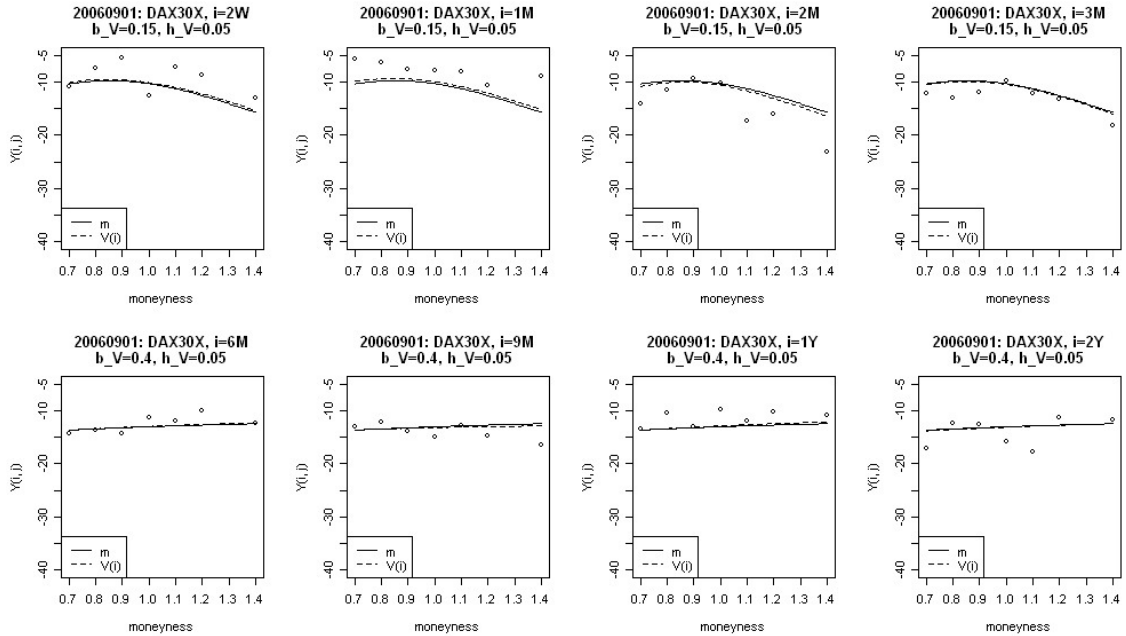 20060901: DAX30X, i=2W
b_V=0.15, h_V=0.05
Y(i,j)
-5
-10
-20
-30
-40
m
V(i)
0.7 0.8 0.9 1.0 1.1 1.2 1.3 1.4
moneyness
20060901: DAX30X, i=1M
b_V=0.15, h_V=0.05
Y(i,j)
-5
-10
-20
-30
-40
m
V(i)
0.7 0.8 0.9 1.0 1.1 1.2 1.3 1.4
moneyness
20060901: DAX30X, i=2M
b_V=0.15, h_V=0.05
Y(i,j)
-5
-10
-20
-30
-40
m
V(i)
0.7 0.8 0.9 1.0 1.1 1.2 1.3 1.4
moneyness
20060901: DAX30X, i=3M
b_V=0.15, h_V=0.05
Y(i,j)
-5
-10
-20
-30
-40
m
V(i)
0.7 0.8 0.9 1.0 1.1 1.2 1.3 1.4
moneyness
20060901: DAX30X, i=6M
b_V=0.4, h_V=0.05
Y(i,j)
-5
-10
-20
-30
-40
m
V(i)
0.7 0.8 0.9 1.0 1.1 1.2 1.3 1.4
moneyness
20060901: DAX30X, i=9M
b_V=0.4, h_V=0.05
Y(i,j)
-5
-10
-20
-30
-40
m
V(i)
0.7 0.8 0.9 1.0 1.1 1.2 1.3 1.4
moneyness
20060901: DAX30X, i=1Y
b_V=0.4, h_V=0.05
Y(i,j)
-5
-10
-20
-30
-40
m
V(i)
0.7 0.8 0.9 1.0 1.1 1.2 1.3 1.4
moneyness
20060901: DAX30X, i=2Y
b_V=0.4, h_V=0.05
Y(i,j)
-5
-10
-20
-30
-40
m
V(i)
0.7 0.8 0.9 1.0 1.1 1.2 1.3 1.4
moneyness